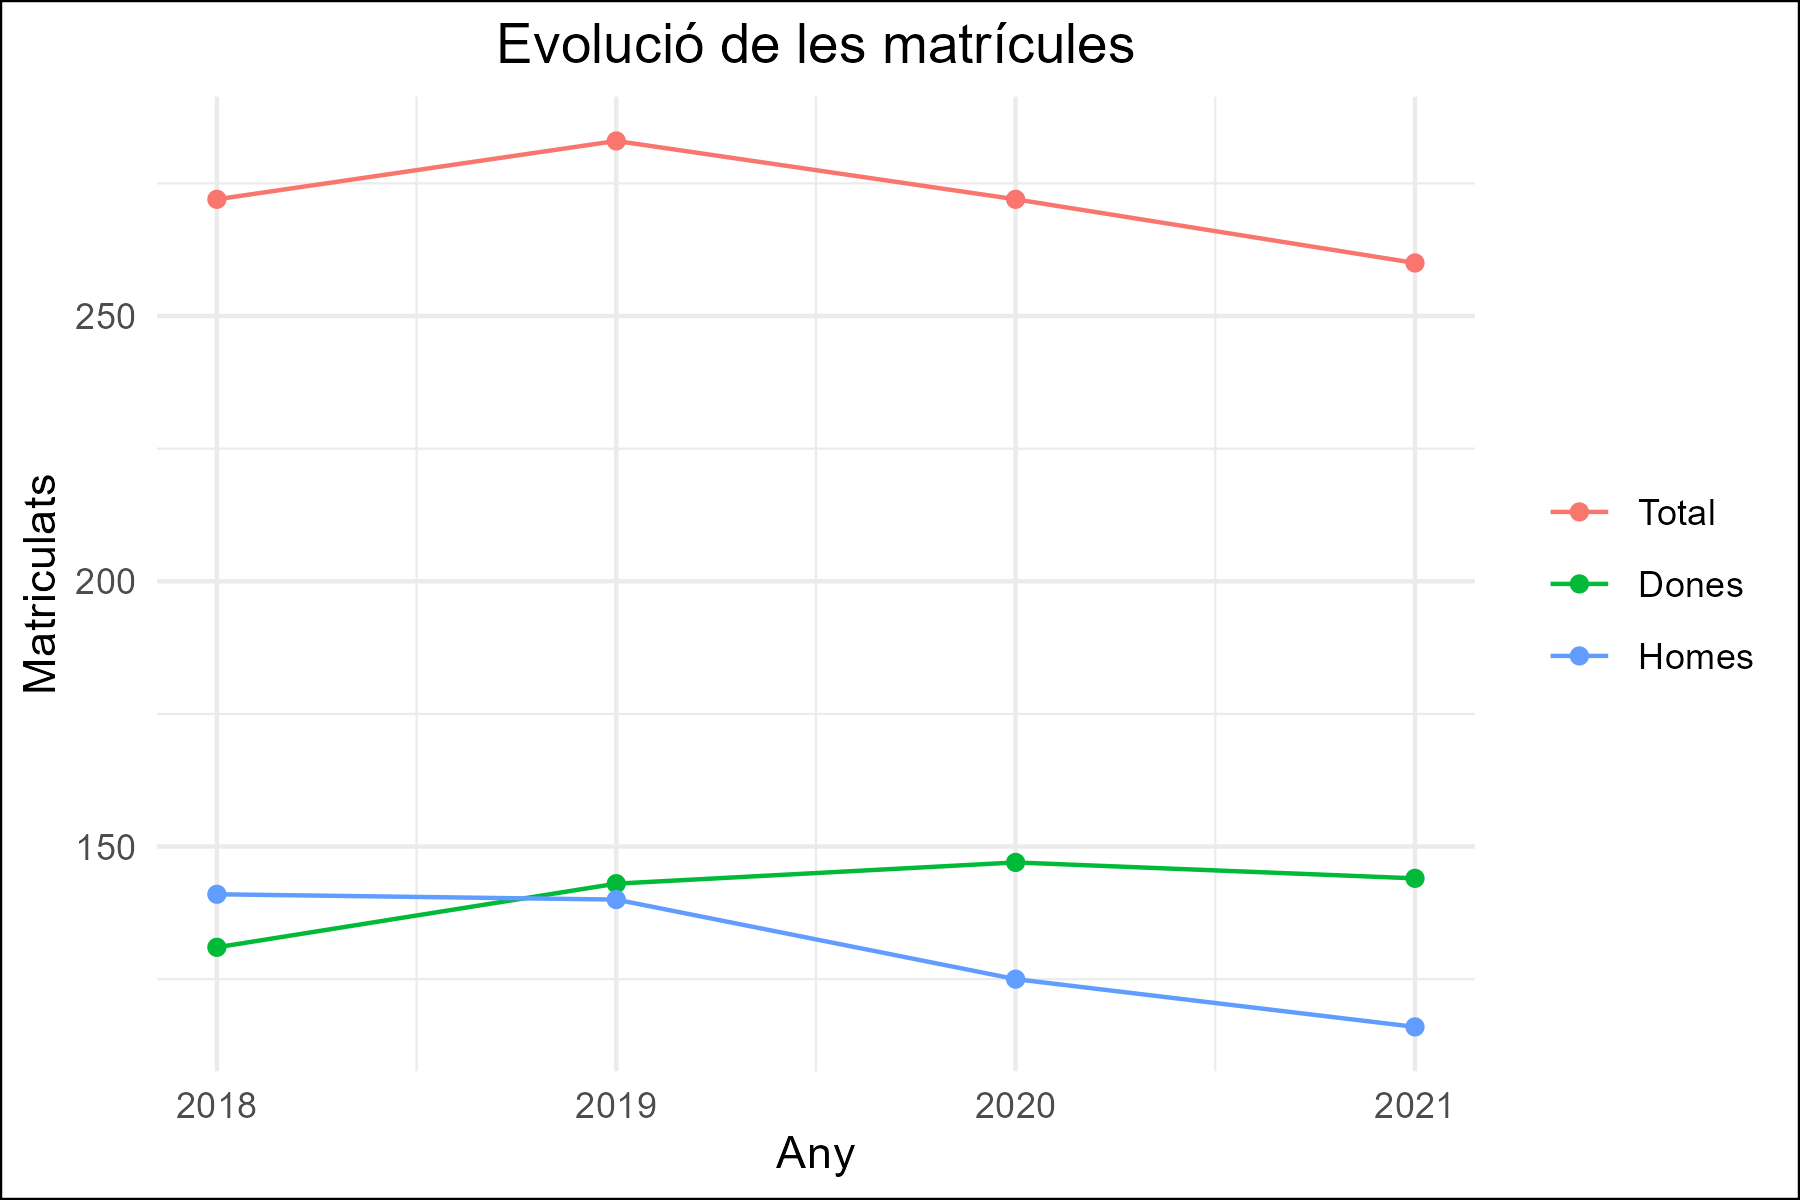 Evolució de les matrícules
Matriculats
250
200
150
2018
2019
2020
2021
Any
Total
Dones
Homes